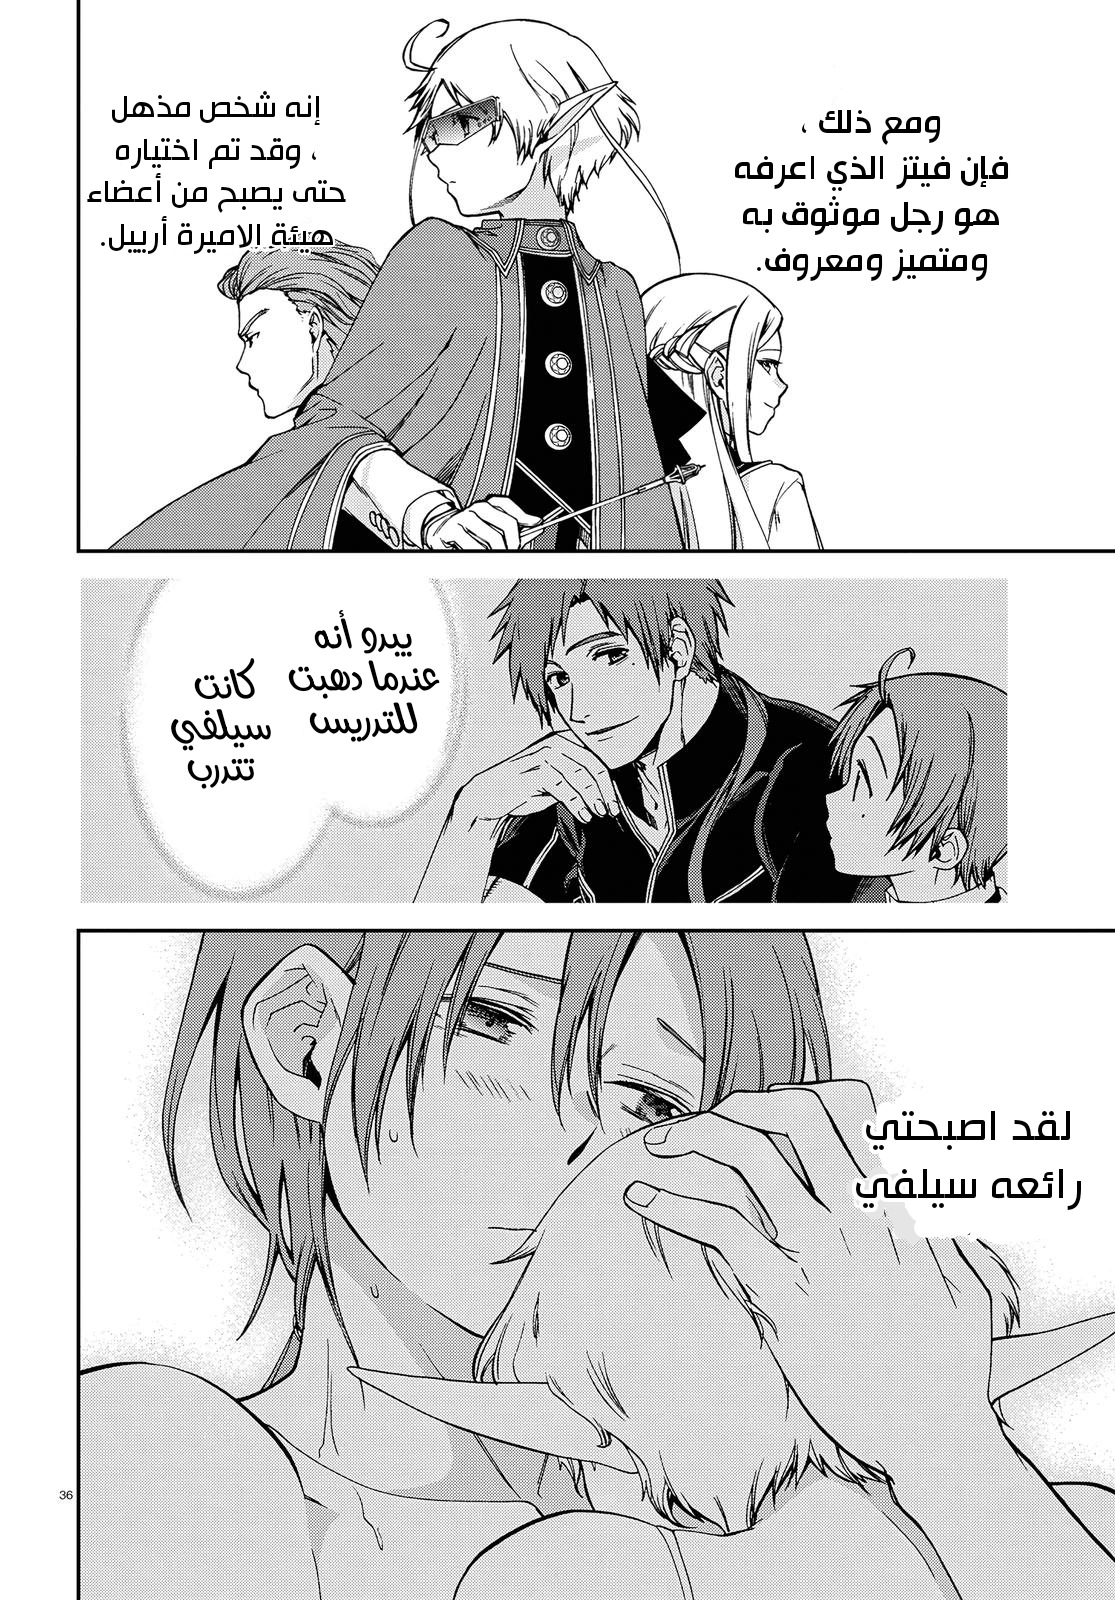 ومع ذلك ،
فإن فيتز الذي اعرفه
هو رجل موثوق به
ومتميز ومعروف.
إنه شخص مذهل
، وقد تم اختياره
حتى يصبح من أعضاء
هيئة الاميرة أرييل.
يبدو أنه
عندما دهبت
للتدريس
كانت
سيلفي
تتدرب
لقد اصبحتي
رائعه سيلفي
36